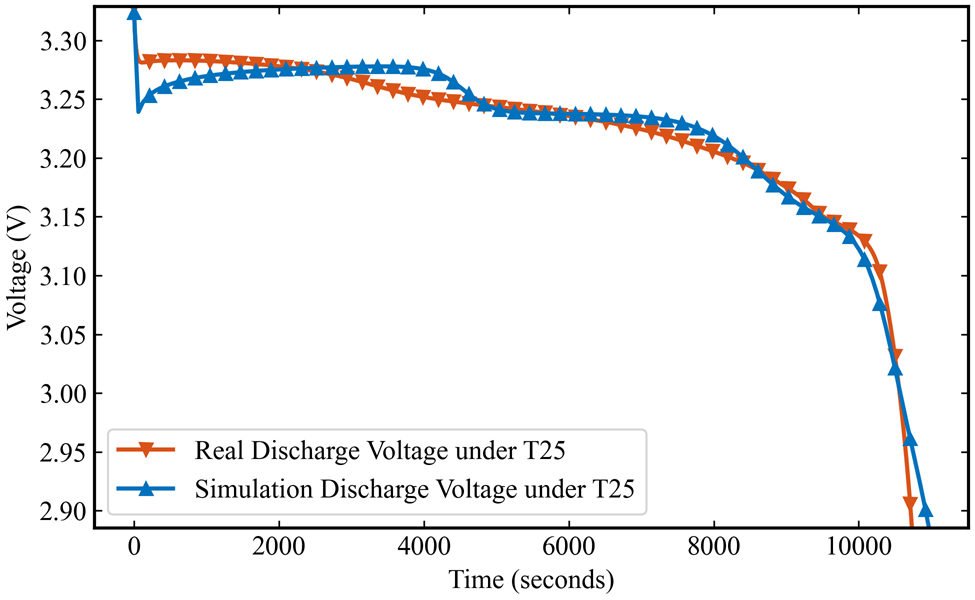 3.30
3.25
3.20
3.15
3.10
3.05
3.00
2.95
2.90
Voltage (V)
Real Discharge Voltage under T25
Simulation Discharge Voltage under T25
0 2000 4000 6000 8000 10000
Time (seconds)